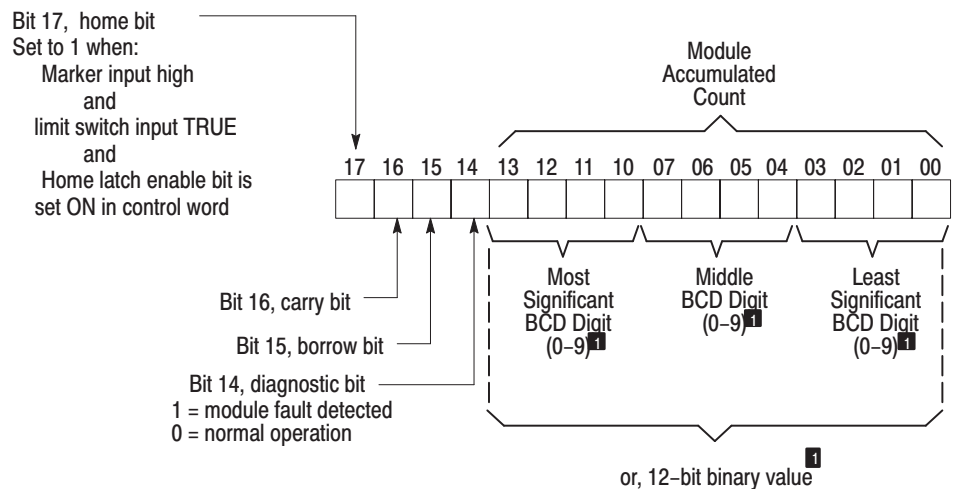 Bit 17, home bit
Set to 1 when:
Marker input high
and
limit switch input TRUE
and
Home latch enable bit is
set ON in control word
Module
Accumulated
Count
17 16 15 14 13 12 11 10 07 06 05 04 03 02 01 00
Most
Significant
BCD Digit
(0–9)1
Middle
BCD Digit
(0–9)1
Least
Significant
BCD Digit
(0–9)1
Bit 16, carry bit
Bit 15, borrow bit
Bit 14, diagnostic bit
1 = module fault detected
0 = normal operation
or, 12–bit binary value1